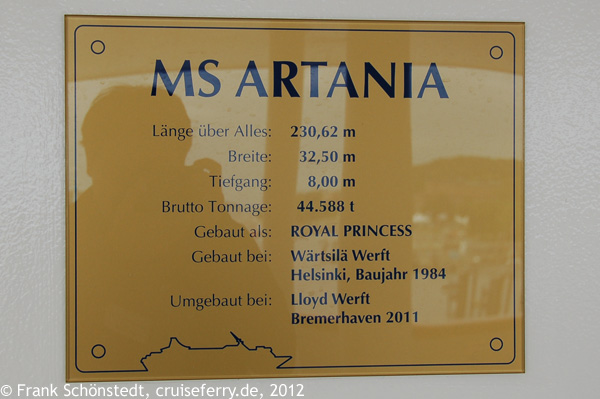 MS ARTANIA
Länge über Alles: 230,62 m
Breite: 32,50 m
Tiefgang: 8,00 m
Brutto Tonnage: 44.588 t
Gebaut als: ROYAL PRINCESS
Gebaut bei: Wärtsilä Werft
Helsinki, Baujahr 1984
Umgebaut bei: Lloyd Werft
Bremerhaven 2011
© Frank Schönstedt, cruiseferry.de, 2012